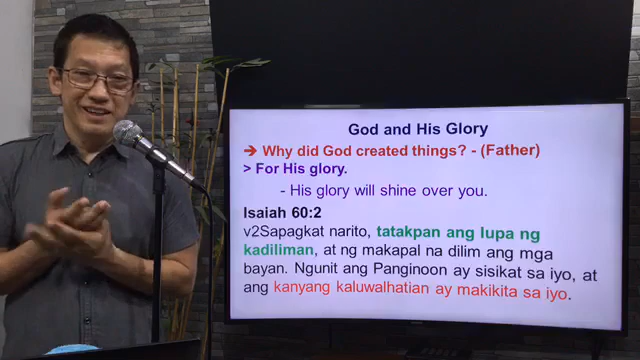 God and His Glory
➔ Why did God created things? - (Father)
> For His glory.
- His glory will shine over you.
Isaiah 60:2
v2Sapagkat narito, tatakpan ang lupa ng
kadiliman, at ng makapal na dilim ang mga
bayan. Ngunit ang Panginoon ay sisikat sa iyo, at
ang kanyang kaluwalhatian ay makikita sa iyo.